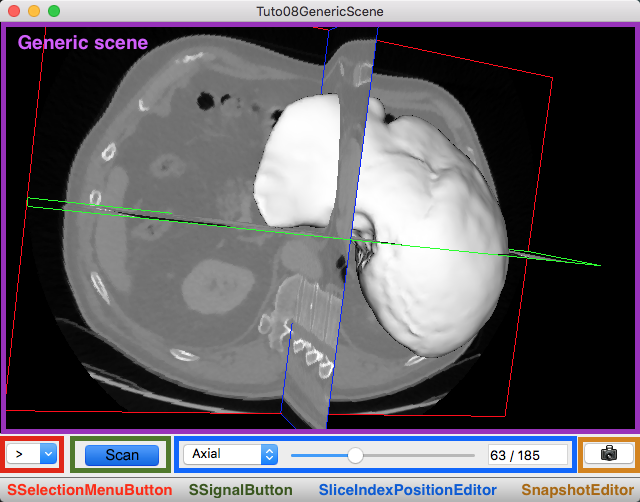 Tuto08GenericScene
Generic scene
> Scan Axial 63 / 185
SSelectionMenuButton SSignalButton SliceIndexPositionEditor SnapshotEditor